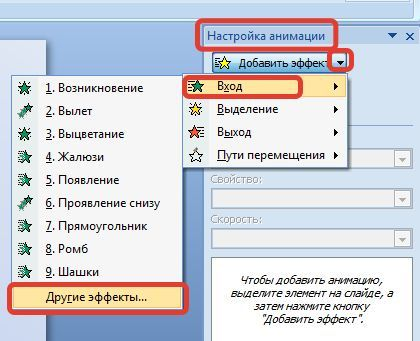 Настройка анимации
Добавить эффект
Вход
Выделение
Выход
Пути перемещения
1. Возникновение
2. Вылет
3. Выцветание
4. Жалюзи
5. Появление
6. Проявление снизу
7. Прямоугольник
8. Ромб
9. Шашки
Другие эффекты...
Свойство:
Скорость:
Чтобы добавить анимацию,
выделите элемент на слайде, а
затем нажмите кнопку
"Добавить эффект".